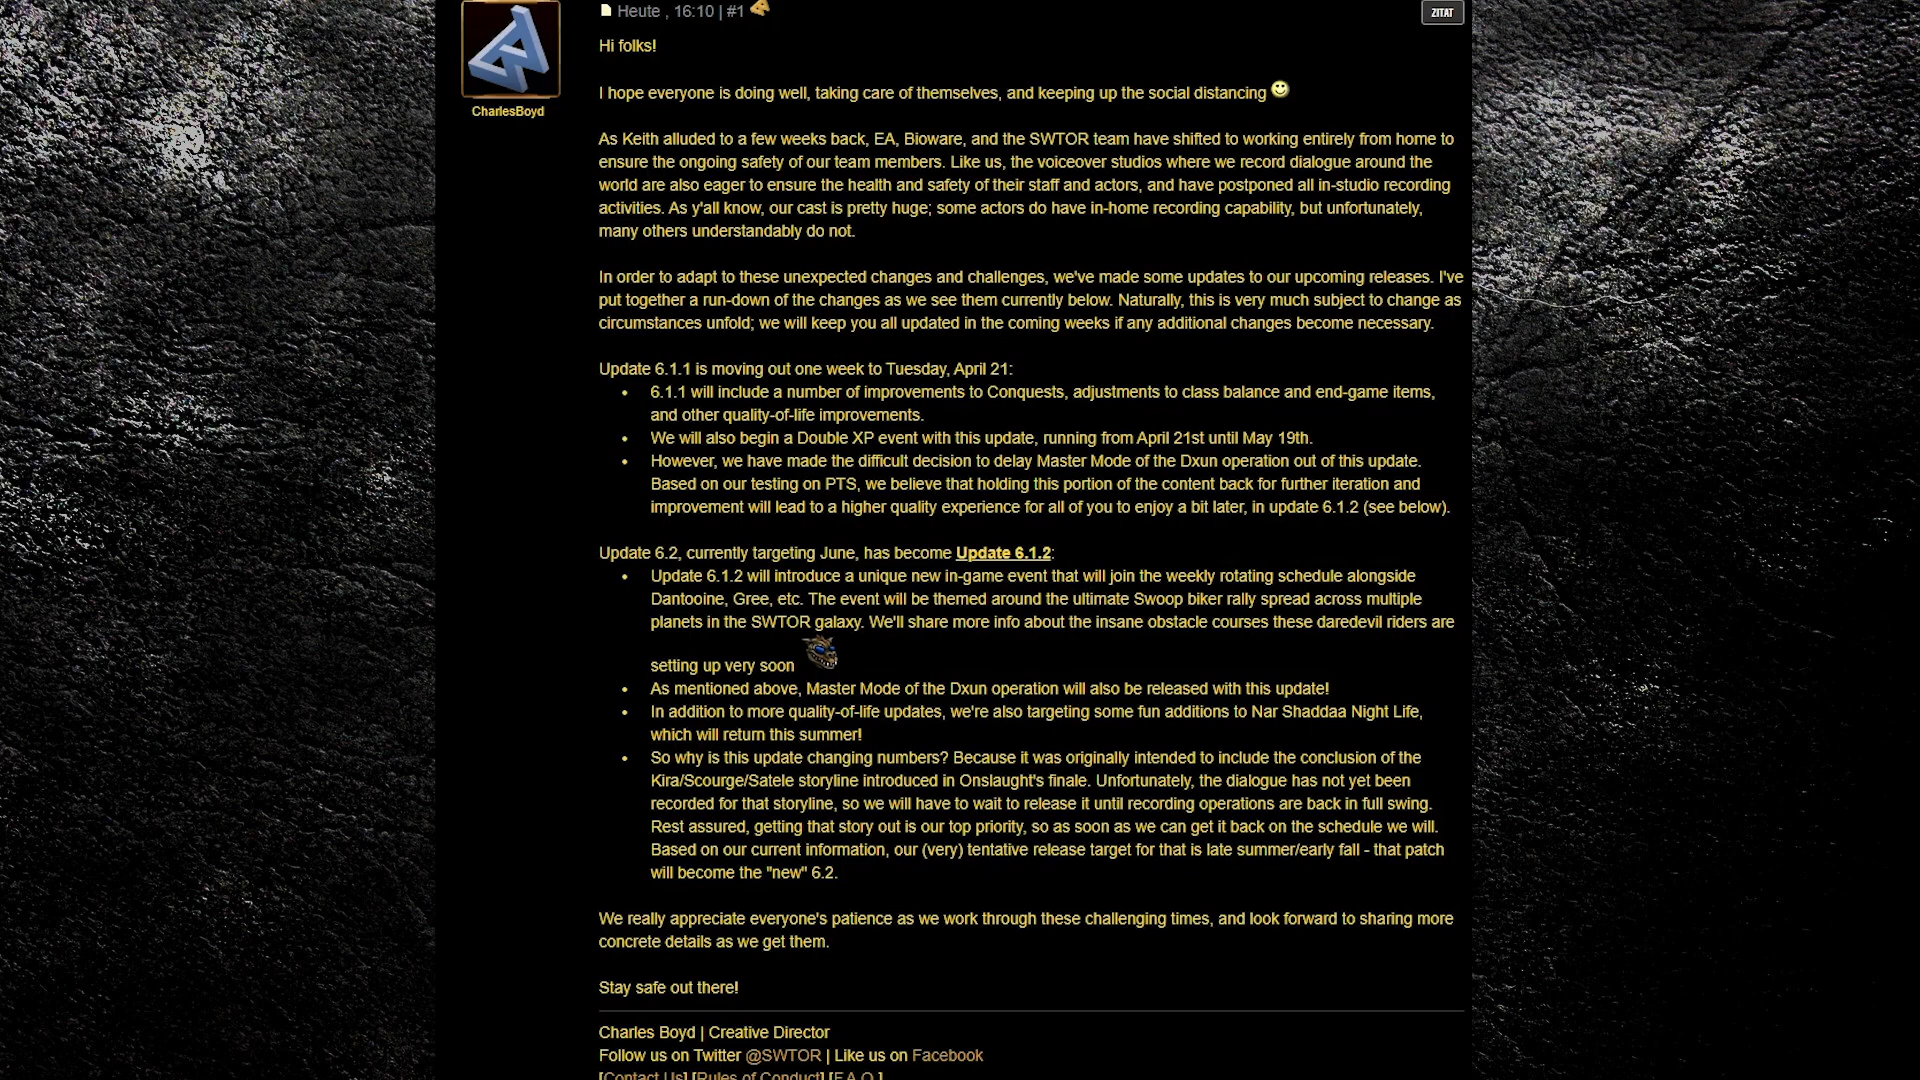 Heute , 16:10 | #1
ZITAT
CharlesBoyd
Hi folks!
I hope everyone is doing well, taking care of themselves, and keeping up the social distancing
As Keith alluded to a few weeks back, EA, Bioware, and the SWTOR team have shifted to working entirely from home to
ensure the ongoing safety of our team members. Like us, the voiceover studios where we record dialogue around the
world are also eager to ensure the health and safety of their staff and actors, and have postponed all in-studio recording
activities. As y'all know, our cast is pretty huge; some actors do have in-home recording capability, but unfortunately,
many others understandably do not.
In order to adapt to these unexpected changes and challenges, we've made some updates to our upcoming releases. I've
put together a run-down of the changes as we see them currently below. Naturally, this is very much subject to change as
circumstances unfold; we will keep you all updated in the coming weeks if any additional changes become necessary.
Update 6.1.1 is moving out one week to Tuesday, April 21:
• 6.1.1 will include a number of improvements to Conquests, adjustments to class balance and end-game items,
and other quality-of-life improvements.
• We will also begin a Double XP event with this update, running from April 21st until May 19th.
• However, we have made the difficult decision to delay Master Mode of the Dxun operation out of this update.
Based on our testing on PTS, we believe that holding this portion of the content back for further iteration and
improvement will lead to a higher quality experience for all of you to enjoy a bit later, in update 6.1.2 (see below).
Update 6.2, currently targeting June, has become Update 6.1.2:
• Update 6.1.2 will introduce a unique new in-game event that will join the weekly rotating schedule alongside
Dantooine, Gree, etc. The event will be themed around the ultimate Swoop biker rally spread across multiple
planets in the SWTOR galaxy. We'll share more info about the insane obstacle courses these daredevil riders are
setting up very soon
• As mentioned above, Master Mode of the Dxun operation will also be released with this update!
• In addition to more quality-of-life updates, we're also targeting some fun additions to Nar Shaddaa Night Life,
which will return this summer!
• So why is this update changing numbers? Because it was originally intended to include the conclusion of the
Kira/Scourge/Satele storyline introduced in Onslaught's finale. Unfortunately, the dialogue has not yet been
recorded for that storyline, so we will have to wait to release it until recording operations are back in full swing.
Rest assured, getting that story out is our top priority, so as soon as we can get it back on the schedule we will.
Based on our current information, our (very) tentative release target for that is late summer/early fall - that patch
will become the "new" 6.2.
We really appreciate everyone's patience as we work through these challenging times, and look forward to sharing more
concrete details as we get them.
Stay safe out there!
Charles Boyd | Creative Director
Follow us on Twitter @SWTOR | Like us on Facebook
[Contact Us] [Rules of Conduct] [F.A.Q.]